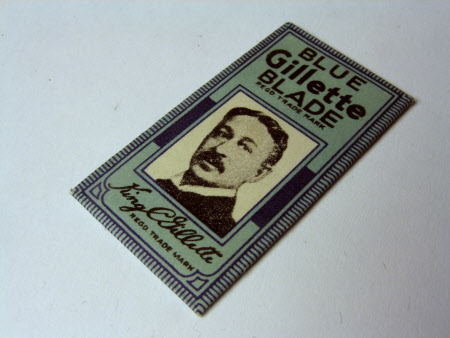 BLUE
Gillette
BLADE
REGD TRADE MARK
King C Gillette
REGD TRADE MARK